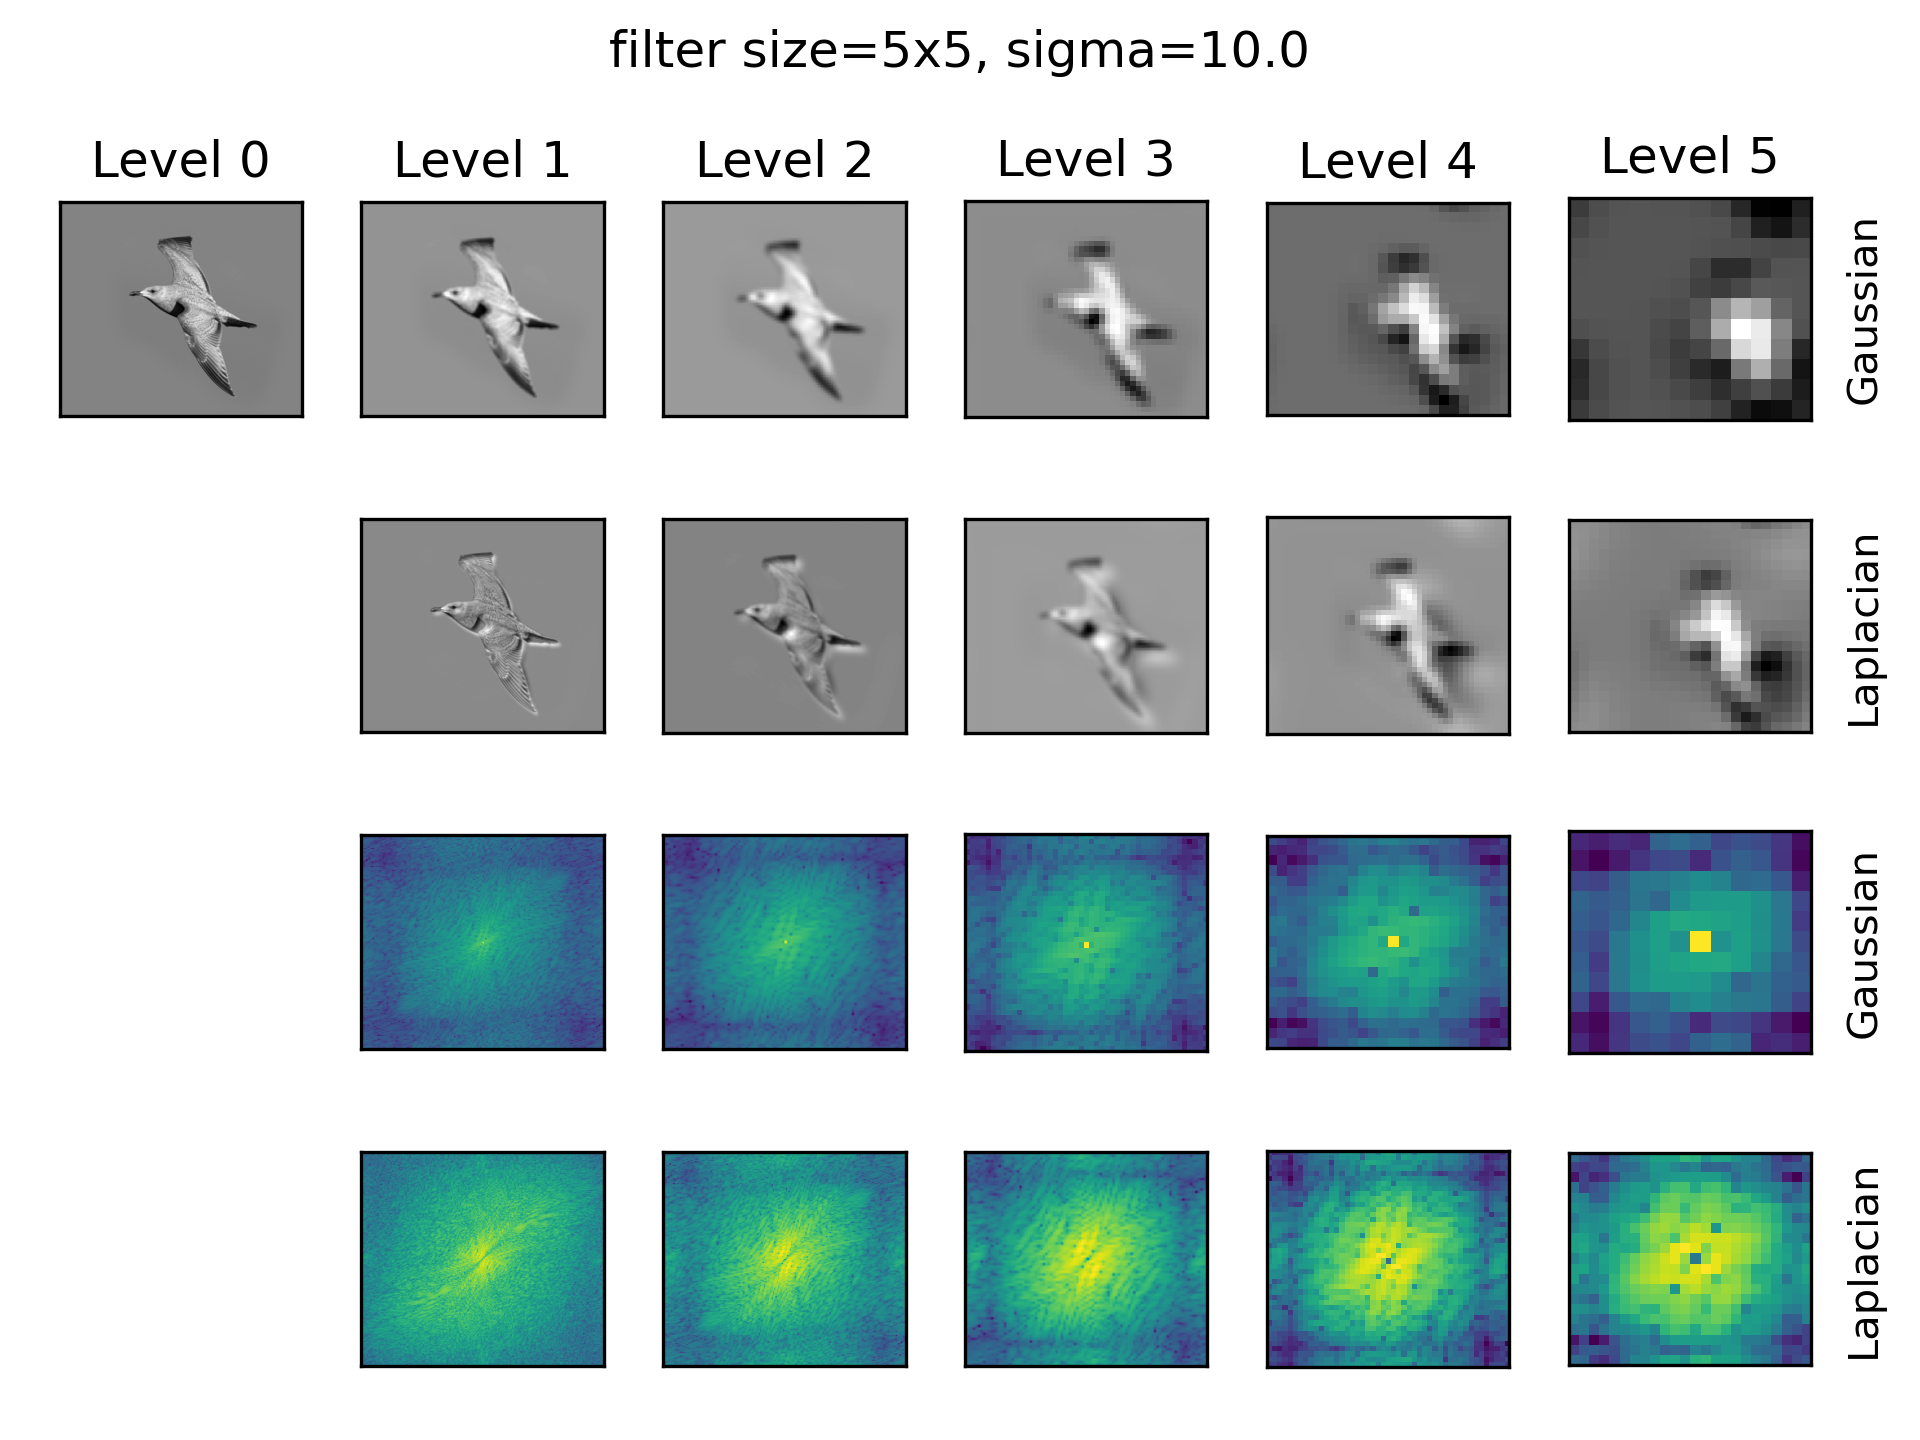 filter size=5x5, sigma=10.0
Level 0
Level 1
Level 2
Level 3
Level 4
Level 5
Gaussian
Laplacian
Gaussian
Laplacian